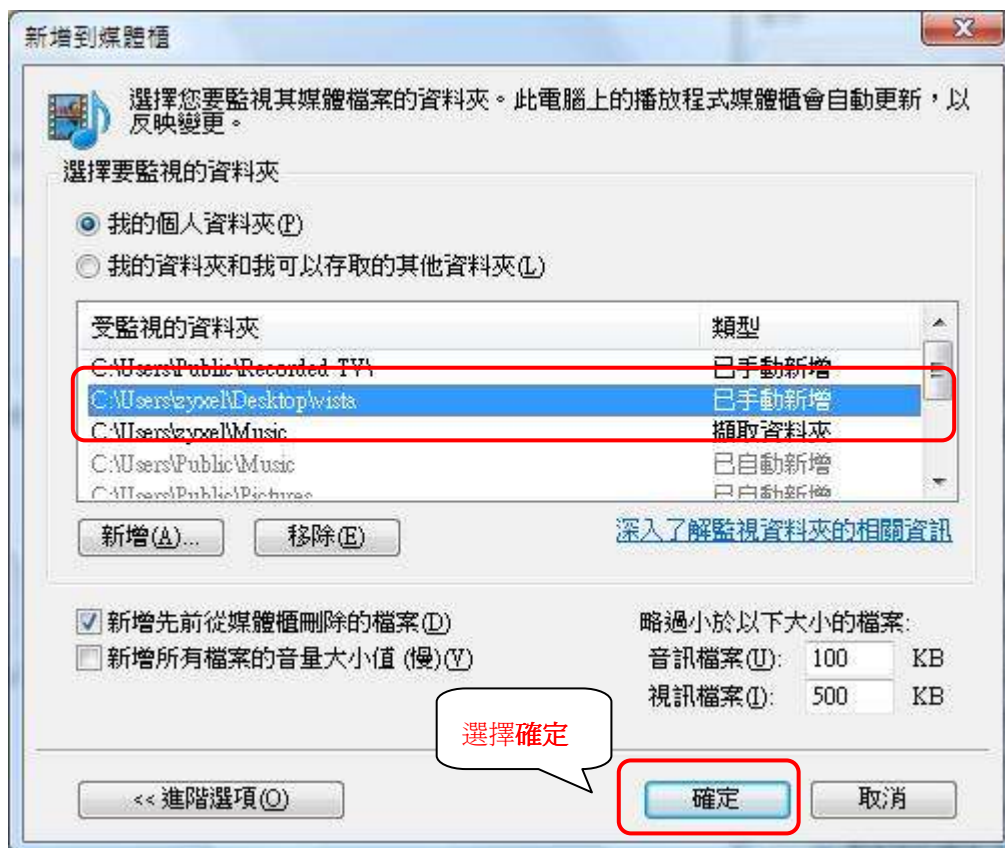 新增到媒體櫃
選擇您要監視其媒體檔案的資料夾。此電腦上的播放程式媒體櫃會自動更新，以
反映變更。
選擇要監視的資料夾
我的個人資料夾(P)
我的資料夾和我可以存取的其他資料夾(L)
受監視的資料夾 類型
C:\Users\Public\Recorded TV\ 已手動新增
C:\Users\zyxel\Desktop\vista 已手動新增
C:\Users\zyxel\Music 擷取資料夾
C:\Users\Public\Music 已自動新增
C:\Users\Public\Pictures 已自動新增
新增(A)... 移除(E) 深入了解監視資料夾的相關資訊
新增先前從媒體櫃刪除的檔案(D) 略過小於以下大小的檔案:
新增所有檔案的音量大小值 (慢)(V) 音訊檔案(U): 100 KB
視訊檔案(I): 500 KB
選擇確定
<< 進階選項(O) 確定 取消